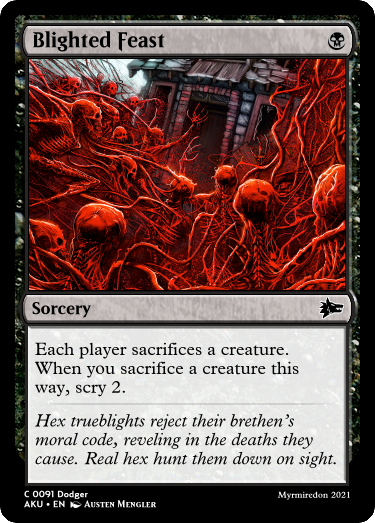 Blighted Feast
Sorcery
Each player sacrifices a creature.
When you sacrifice a creature this
way, scry 2.
Hex trueblights reject their brethen's
moral code, reveling in the deaths they
cause. Real hex hunt them down on sight.
C 0091 Dodger
AKU • EN Austen Mengler
Myrmiredon 2021